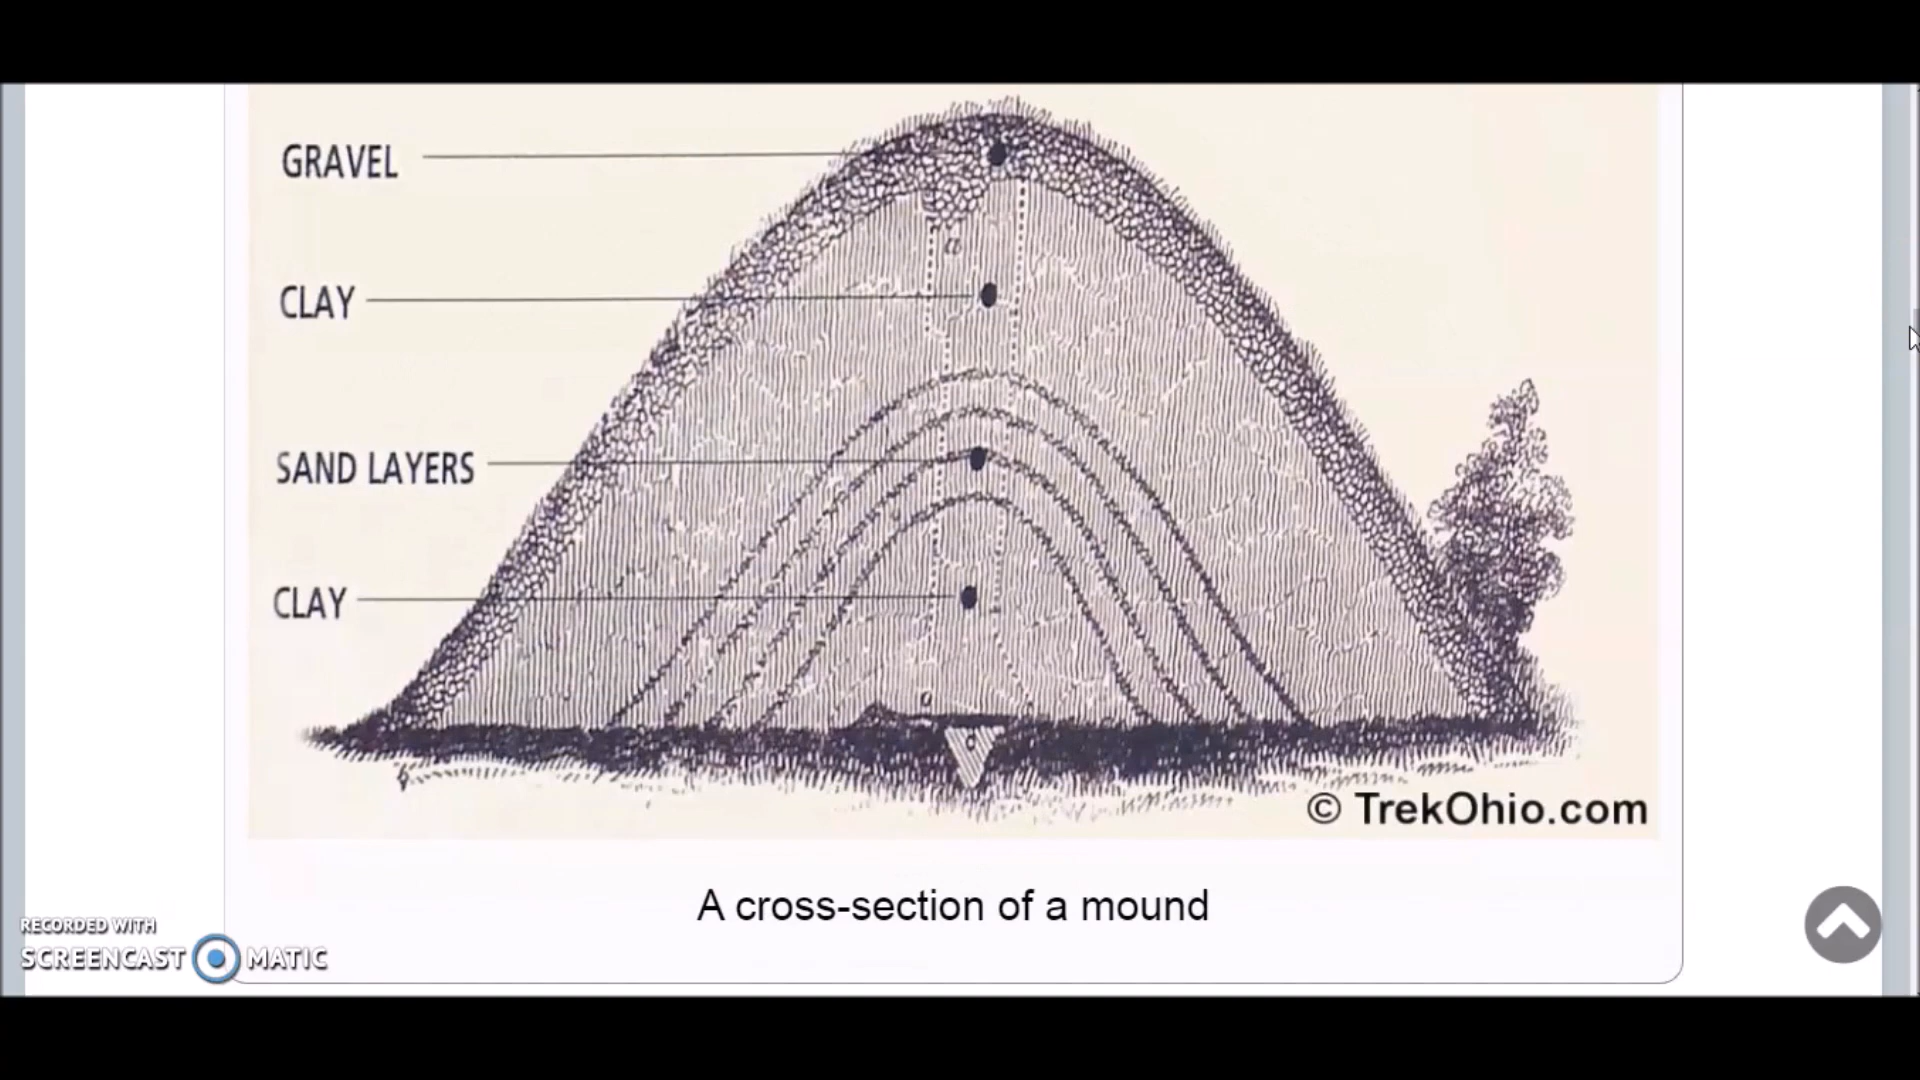 GRAVEL
a
CLAY
SAND LAYERS
CLAY
a
c
b
© TrekOhio.com
A cross-section of a mound
RECORDED WITH
SCREENCAST MATIC